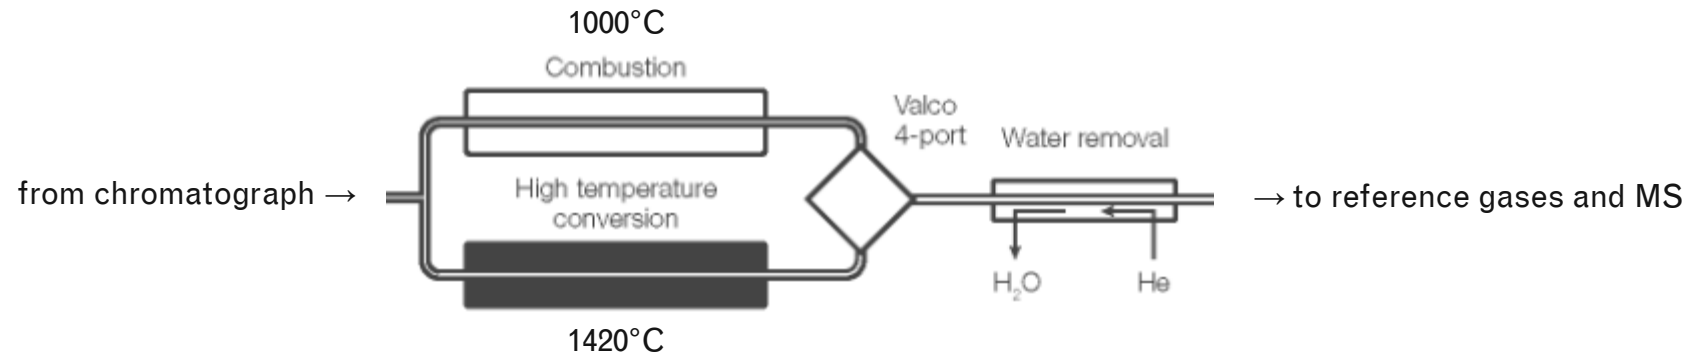 1000°C
Combustion
Valco
4-port
Water removal
from chromatograph →
High temperature
conversion
→ to reference gases and MS
H₂O
He
1420°C